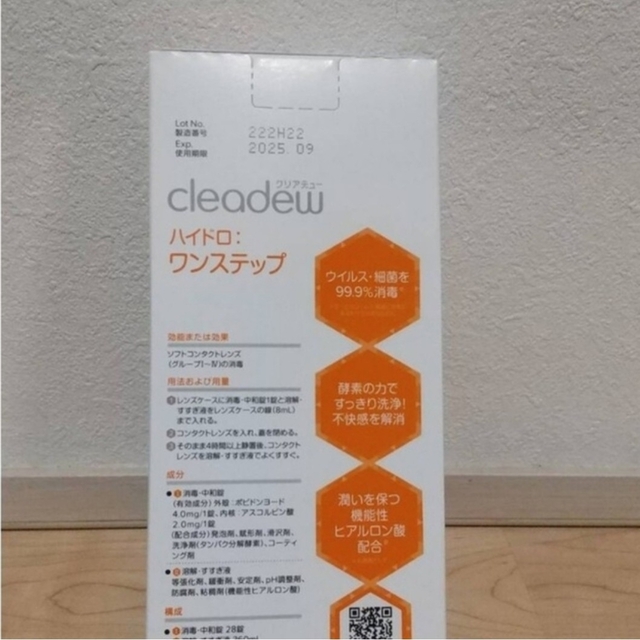 Lot No.
製造番号
222H22
Exp.
使用期限
2025.09
クリアデュー
cleadew
ハイドロ:
ワンステップ
ウイルス・細菌を
99.9%消毒
効能または効果
ソフトコンタクトレンズ
(グループI~IV)の消毒
用法および用量
① レンズケースに消毒・中和錠1錠と溶解・
すすぎ液をレンズケースの線(8mL)
まで入れる。
② コンタクトレンズを入れ、蓋を閉める。
③ そのまま4時間以上静置後、コンタクト
レンズを溶解・すすぎ液でよくすすぐ。
酵素の力で
すっきり洗浄!
不快感を解消
成分
●① 消毒・中和錠
(有効成分) 外殻:ポビドンヨード
4.0mg/1錠、内核:アスコルビン酸
2.0mg/1錠
(配合成分) 発泡剤、賦形剤、滑沢剤、
洗浄剤(タンパク分解酵素)、コーティ
ング剤
●② 溶解・すすぎ液
等張化剤、緩衝剤、安定剤、pH調整剤、
防腐剤、粘稠剤(機能性ヒアルロン酸)
潤いを保つ
機能性
ヒアルロン酸
配合※
構成
●① 消毒・中和錠 28錠